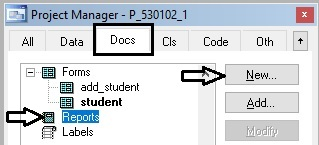 Project Manager - P_530102_1
All Data Docs Cls Code Oth
Forms
add_student
student
Reports
Labels
New...
Add...
Modify